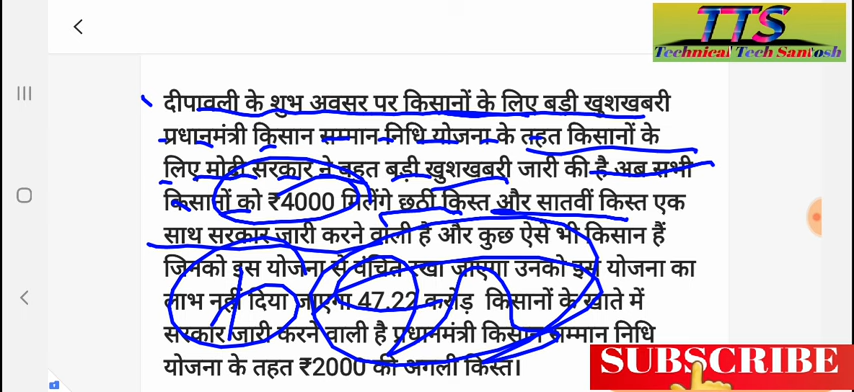 TTS
Technical Tech Santosh
दीपावली के शुभ अवसर पर किसानों के लिए बड़ी खुशखबरी
प्रधानमंत्री किसान सम्मान निधि योजना के तहत किसानों के
लिए मोदी सरकार ने बहुत बड़ी खुशखबरी जारी की है अब सभी
किसानों को ₹4000 मिलेंगे छठीं किस्त और सातवीं किस्त एक
साथ सरकार जारी करने वाली है और कुछ ऐसे भी किसान हैं
जिनको इस योजना से वंचित रखा जाएगा उनको इस योजना का
लाभ नहीं दिया जाएगा 47.22 करोड़ किसानों के खाते में
सरकार जारी करने वाली है प्रधानमंत्री किसान सम्मान निधि
योजना के तहत ₹2000 की अगली किस्त।
SUBSCRIBE